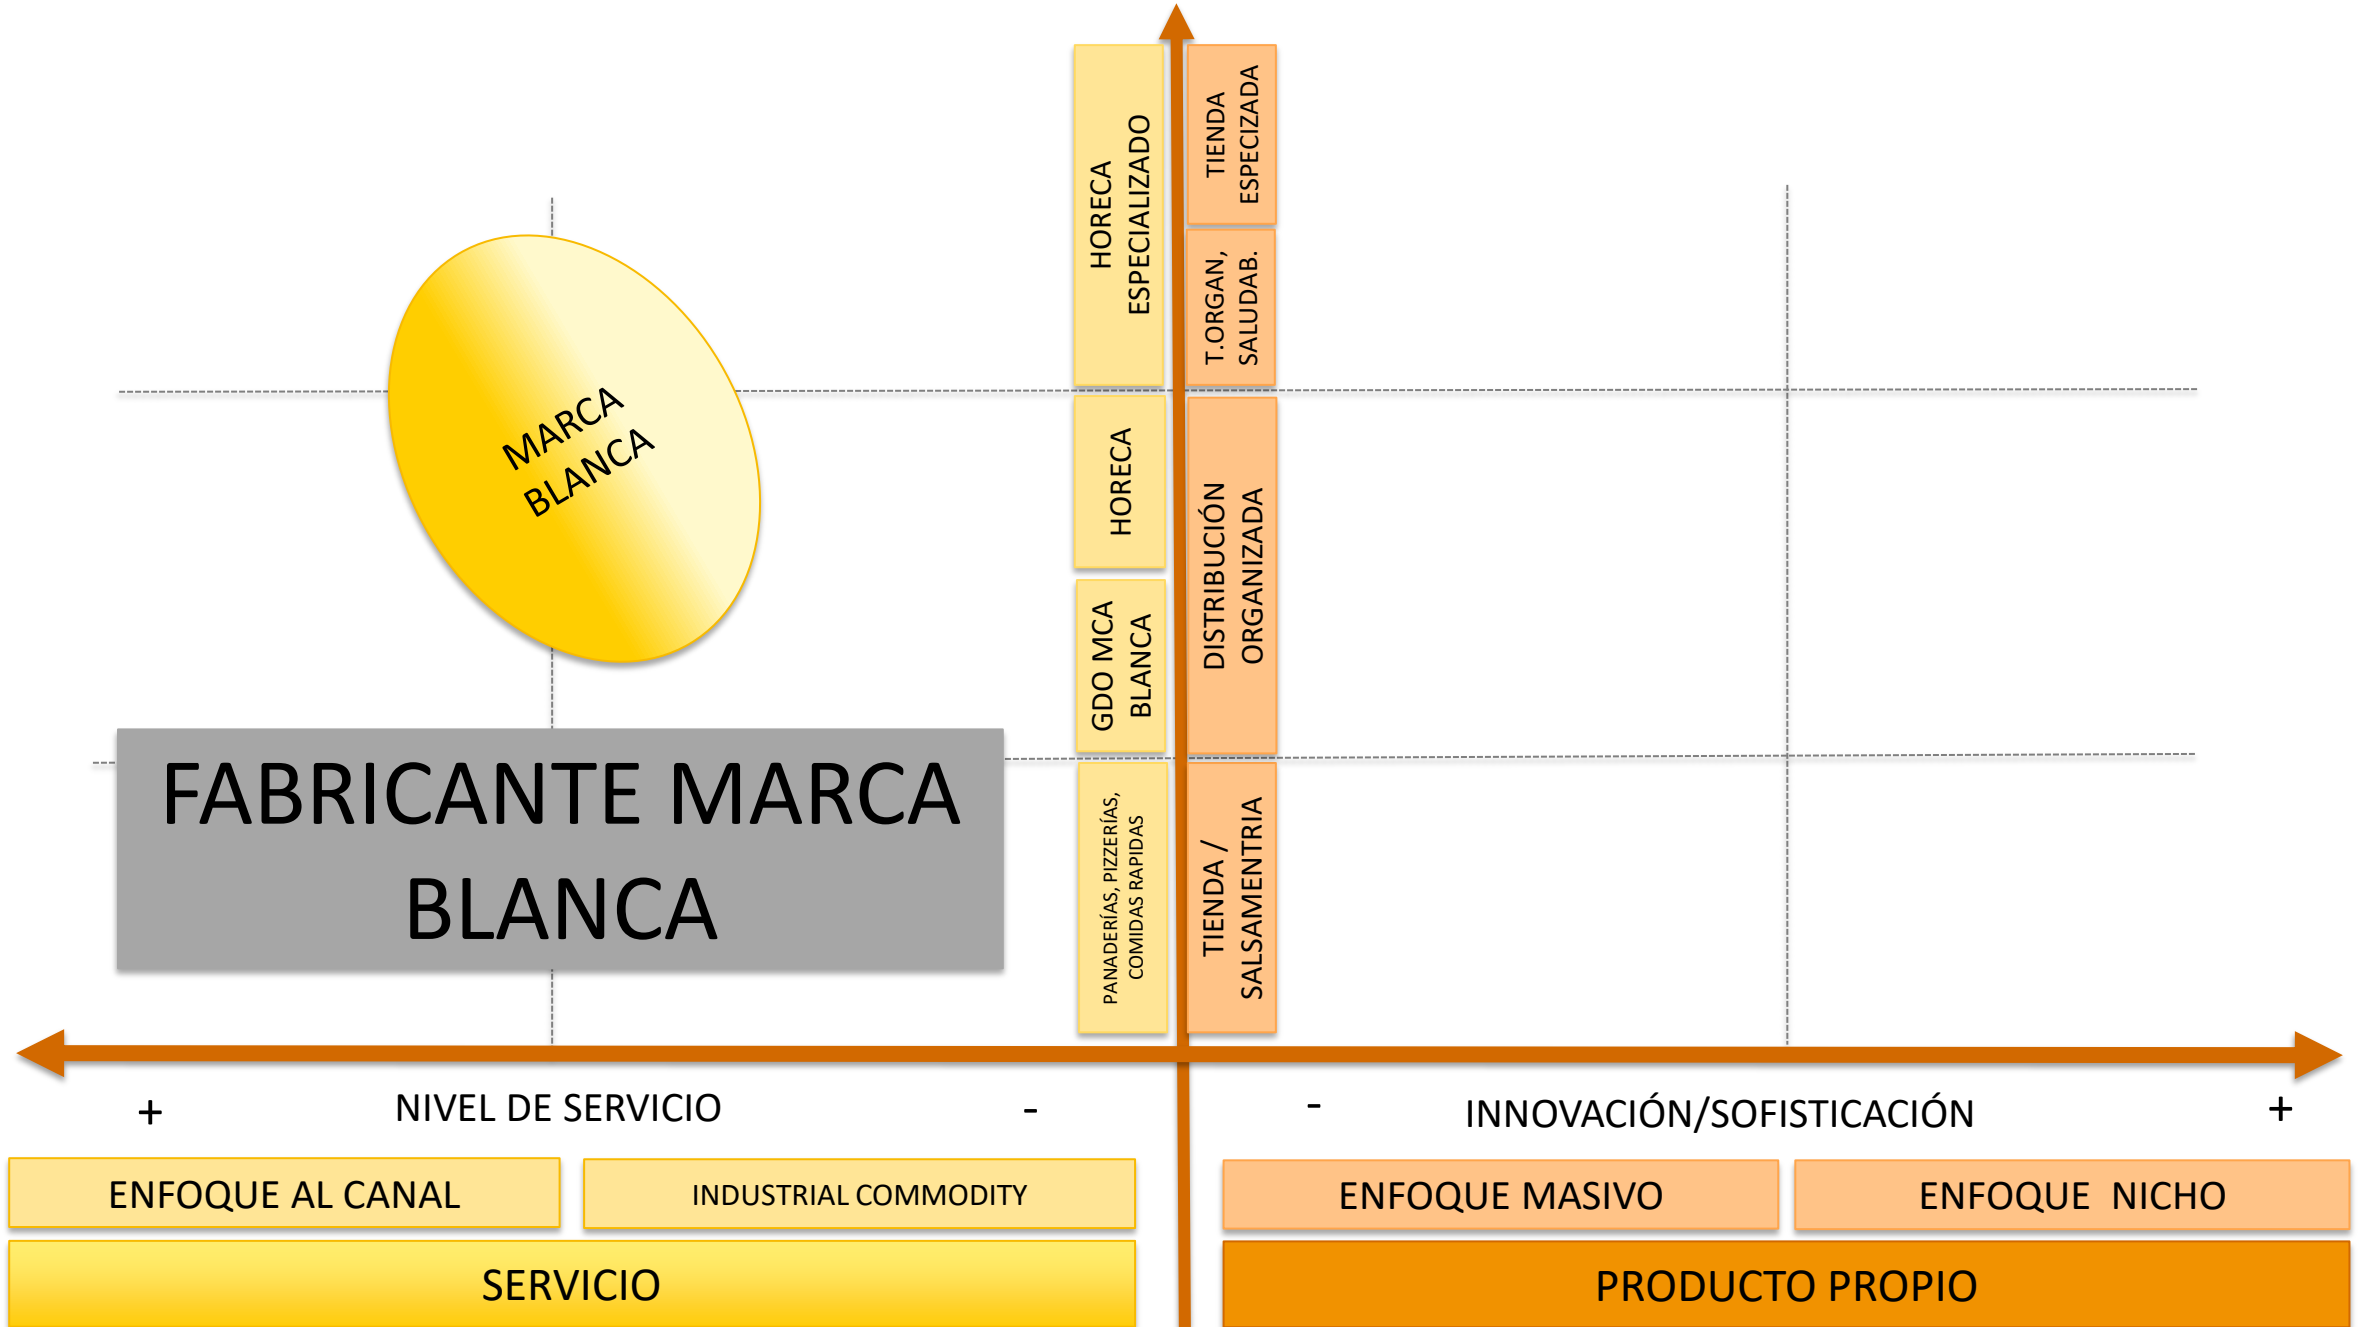 HORECA
ESPECIALIZADO
TIENDA
ESPECIZADA
T.ORGAN,
SALUDAB.
MARCA
BLANCA
HORECA
DISTRIBUCIÓN
ORGANIZADA
GDO MCA
BLANCA
FABRICANTE MARCA
BLANCA
PANADERÍAS, PIZZERÍAS,
COMIDAS RAPIDAS
TIENDA /
SALSAMENTRIA
+ NIVEL DE SERVICIO -
- INNOVACIÓN/SOFISTICACIÓN +
ENFOQUE AL CANAL
INDUSTRIAL COMMODITY
ENFOQUE MASIVO
ENFOQUE NICHO
SERVICIO
PRODUCTO PROPIO